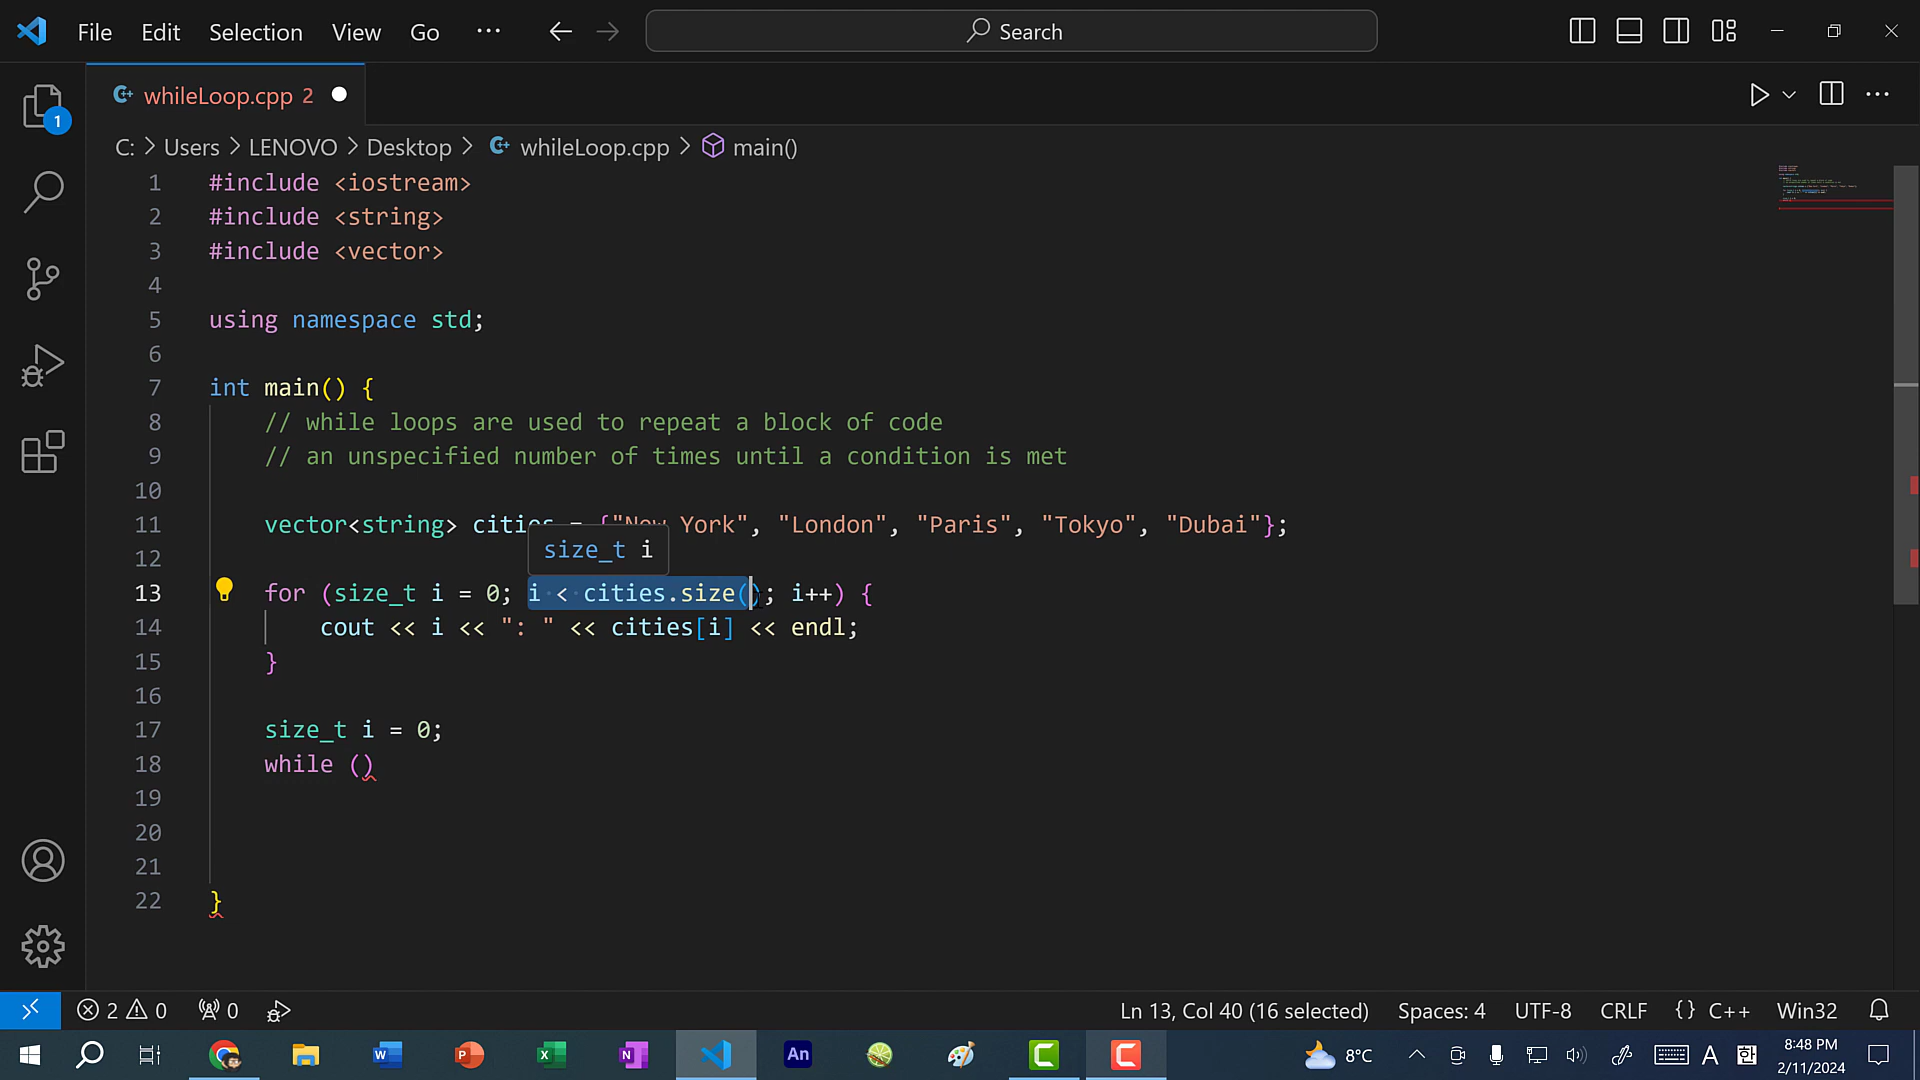 File Edit Selection View Go ··· Search
whileLoop.cpp 2
C: > Users > LENOVO > Desktop > whileLoop.cpp > main()
1 #include <iostream>
2 #include <string>
3 #include <vector>
4
5 using namespace std;
6
7 int main() {
8 // while loops are used to repeat a block of code
9 // an unspecified number of times until a condition is met
10
11 vector<string> cities = {"New York", "London", "Paris", "Tokyo", "Dubai"};
size_t i
12
13 for (size_t i = 0; i < cities.size(); i++) {
14 cout << i << ": " << cities[i] << endl;
15 }
16
17 size_t i = 0;
18 while ()
19
20
21
22 }
1
2 0 0 Ln 13, Col 40 (16 selected) Spaces: 4 UTF-8 CRLF {} C++ Win32
8°C A 한 8:48 PM
2/11/2024